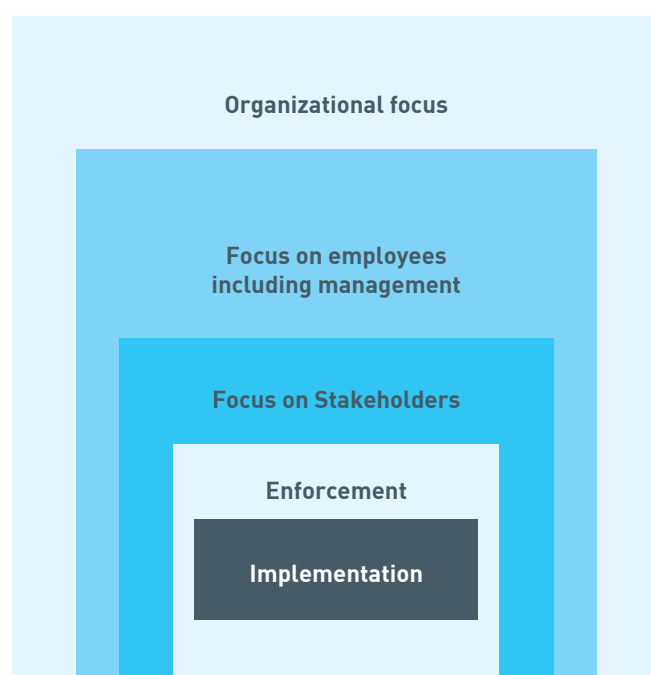 Organizational focus
Focus on employees
including management
Focus on Stakeholders
Enforcement
Implementation